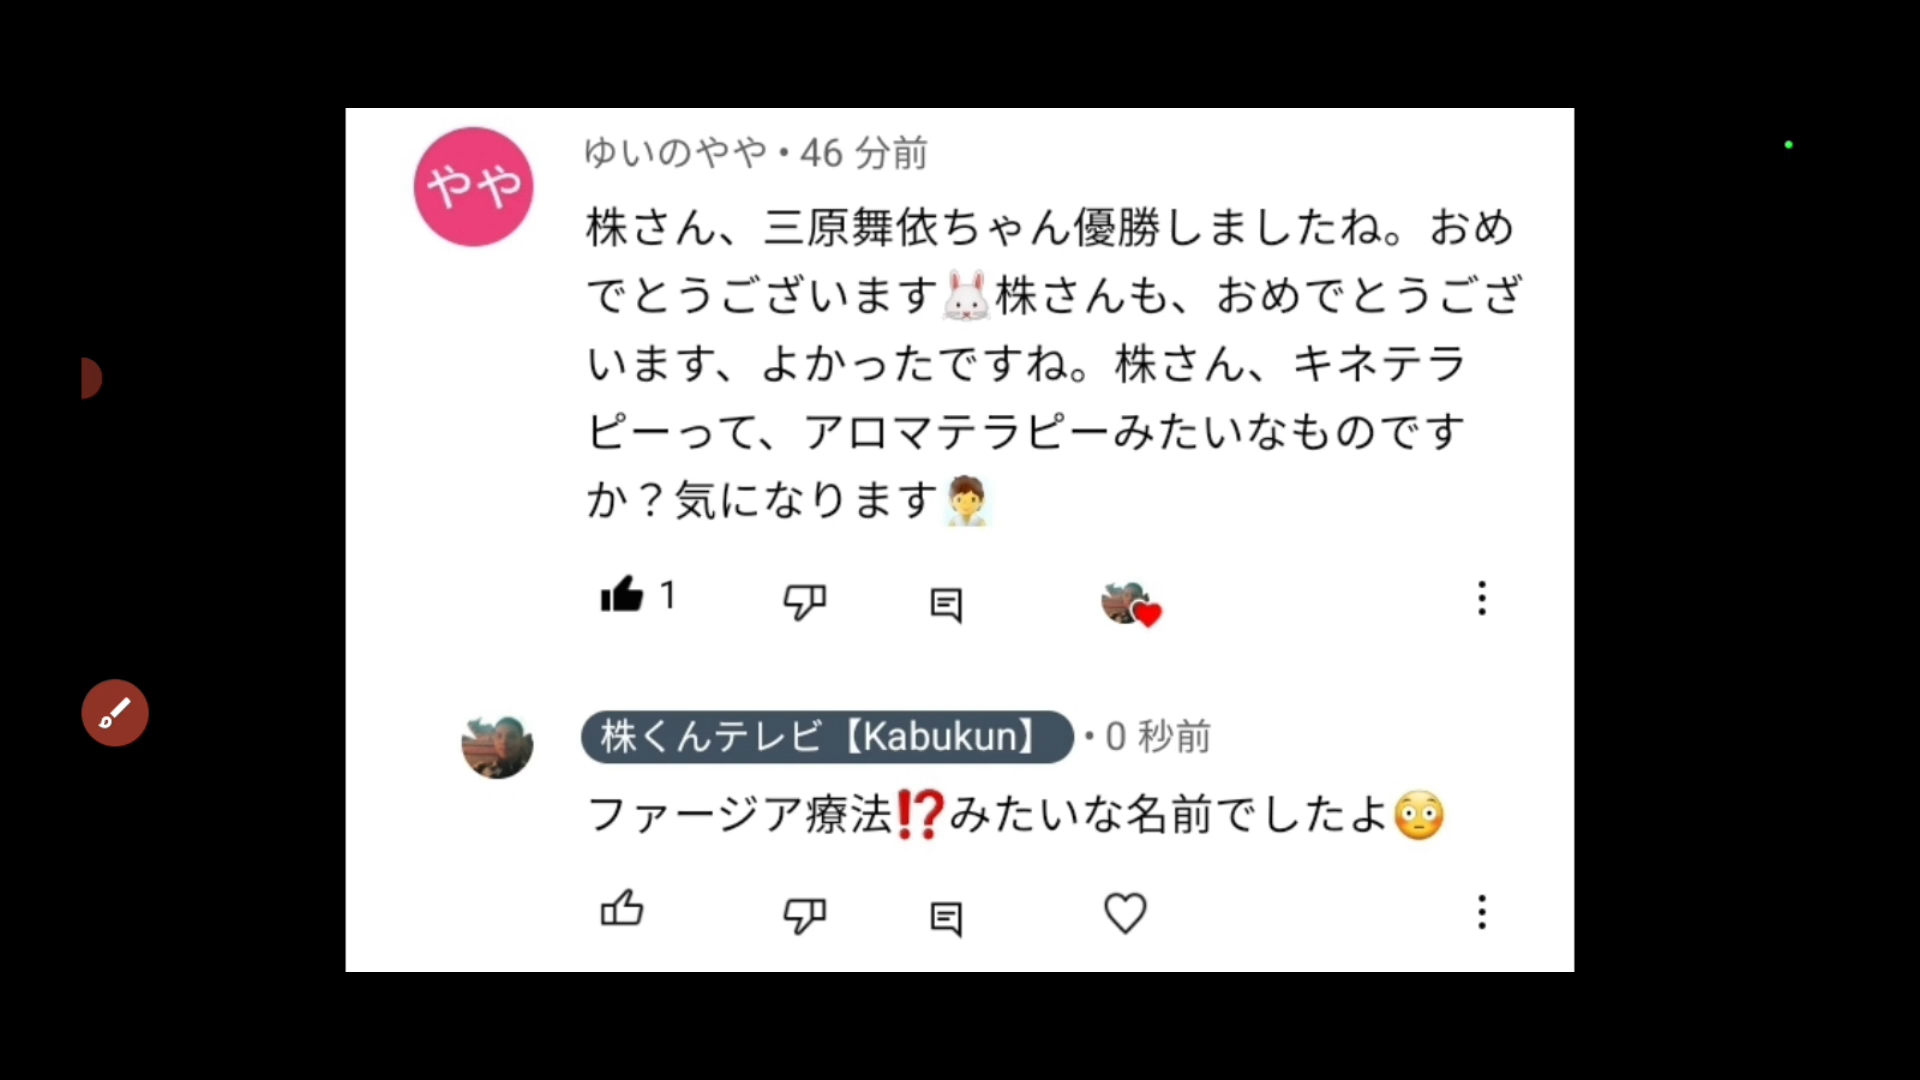 やや
ゆいのやや • 46 分前
株さん、三原舞依ちゃん優勝しましたね。おめ
でとうございます🐰株さんも、おめでとうござ
います、よかったですね。株さん、キネテラ
ピーって、アロマテラピーみたいなものです
か？気になります🧖
1
株くんテレビ【Kabukun】 • 0 秒前
ファージア療法⁉️みたいな名前でしたよ😳